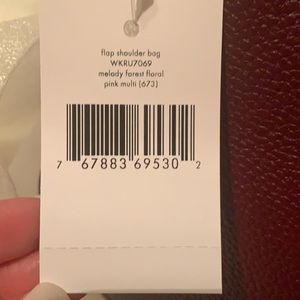 flap shoulder bag
WKRU7069
melody forest floral
pink multi (673)
7 67883 69530 2